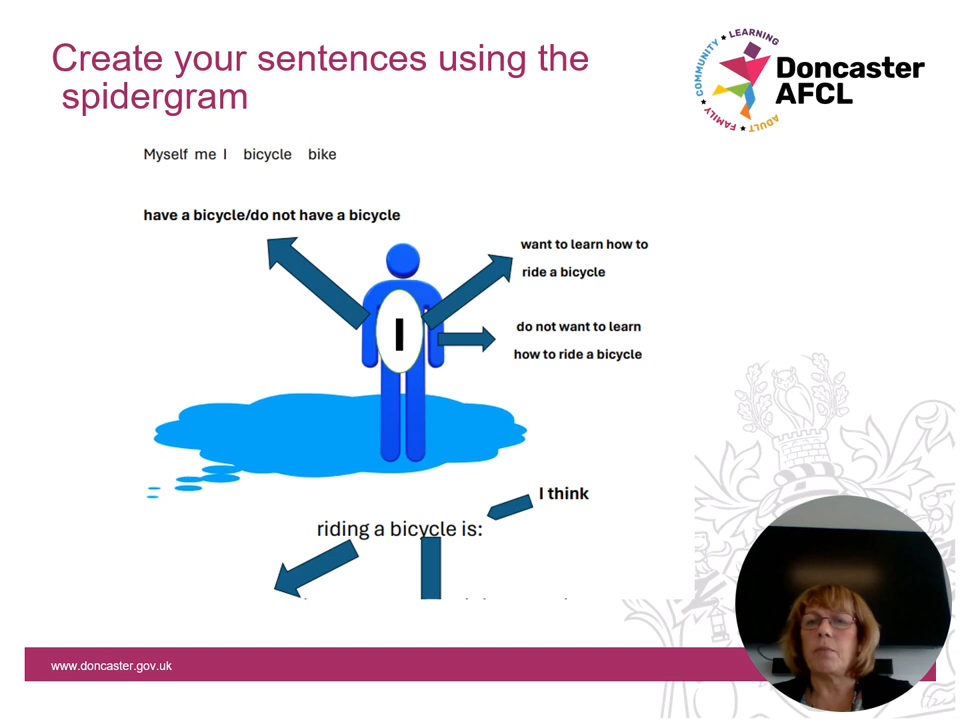 Create your sentences using the
spidergram
LEARNING
COMMUNITY
FAMILY
ADULT
Doncaster
AFCL
Myself me I bicycle bike
have a bicycle/do not have a bicycle
want to learn how to
ride a bicycle
I
do not want to learn
how to ride a bicycle
I think
riding a bicycle is:
www.doncaster.gov.uk